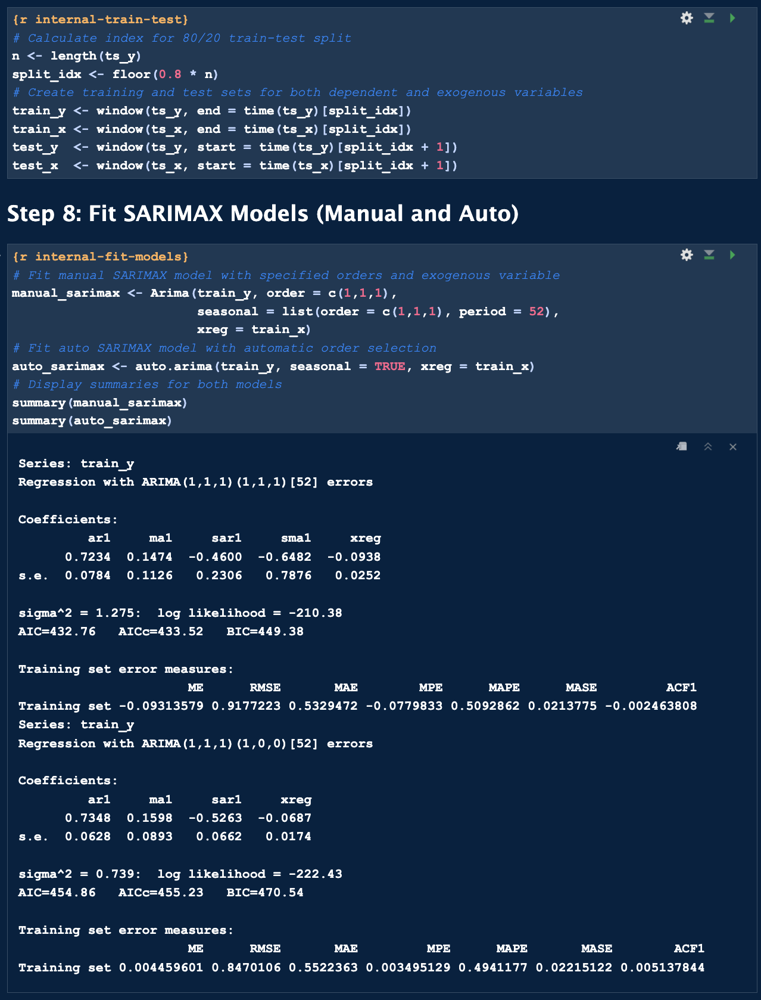 {r internal-train-test}
# Calculate index for 80/20 train-test split
n <- length(ts_y)
split_idx <- floor(0.8 * n)
# Create training and test sets for both dependent and exogenous variables
train_y <- window(ts_y, end = time(ts_y)[split_idx])
train_x <- window(ts_x, end = time(ts_x)[split_idx])
test_y  <- window(ts_y, start = time(ts_y)[split_idx + 1])
test_x  <- window(ts_x, start = time(ts_x)[split_idx + 1])
Step 8: Fit SARIMAX Models (Manual and Auto)
{r internal-fit-models}
# Fit manual SARIMAX model with specified orders and exogenous variable
manual_sarimax <- Arima(train_y, order = c(1,1,1),
                        seasonal = list(order = c(1,1,1), period = 52),
                        xreg = train_x)
# Fit auto SARIMAX model with automatic order selection
auto_sarimax <- auto.arima(train_y, seasonal = TRUE, xreg = train_x)
# Display summaries for both models
summary(manual_sarimax)
summary(auto_sarimax)
Series: train_y
Regression with ARIMA(1,1,1)(1,1,1)[52] errors
Coefficients:
         ar1     ma1     sar1     sma1     xreg
      0.7234  0.1474  -0.4600  -0.6482  -0.0938
s.e.  0.0784  0.1126   0.2306   0.7876   0.0252
sigma^2 = 1.275:  log likelihood = -210.38
AIC=432.76   AICc=433.52   BIC=449.38
Training set error measures:
                      ME      RMSE       MAE        MPE      MAPE      MASE         ACF1
Training set -0.09313579 0.9177223 0.5329472 -0.0779833 0.5092862 0.0213775 -0.002463808
Series: train_y
Regression with ARIMA(1,1,1)(1,0,0)[52] errors
Coefficients:
         ar1     ma1     sar1     xreg
      0.7348  0.1598  -0.5263  -0.0687
s.e.  0.0628  0.0893   0.0662   0.0174
sigma^2 = 0.739:  log likelihood = -222.43
AIC=454.86   AICc=455.23   BIC=470.54
Training set error measures:
                      ME      RMSE       MAE         MPE      MAPE       MASE        ACF1
Training set 0.004459601 0.8470106 0.5522363 0.003495129 0.4941177 0.02215122 0.005137844